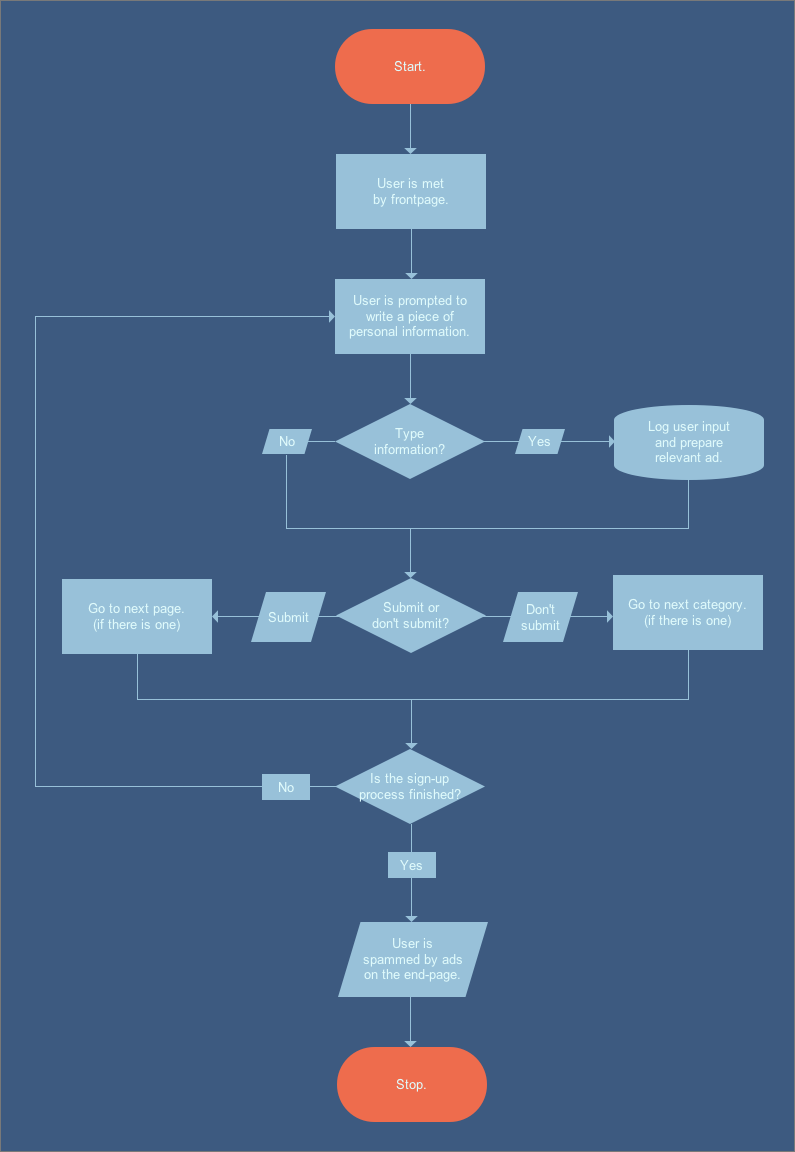 Start.
User is met
by frontpage.
User is prompted to
write a piece of
personal information.
No
Type
information?
Yes
Log user input
and prepare
relevant ad.
Go to next page.
(if there is one)
Submit
Submit or
don't submit?
Don't
submit
Go to next category.
(if there is one)
Is the sign-up
process finished?
No
Yes
User is
spammed by ads
on the end-page.
Stop.